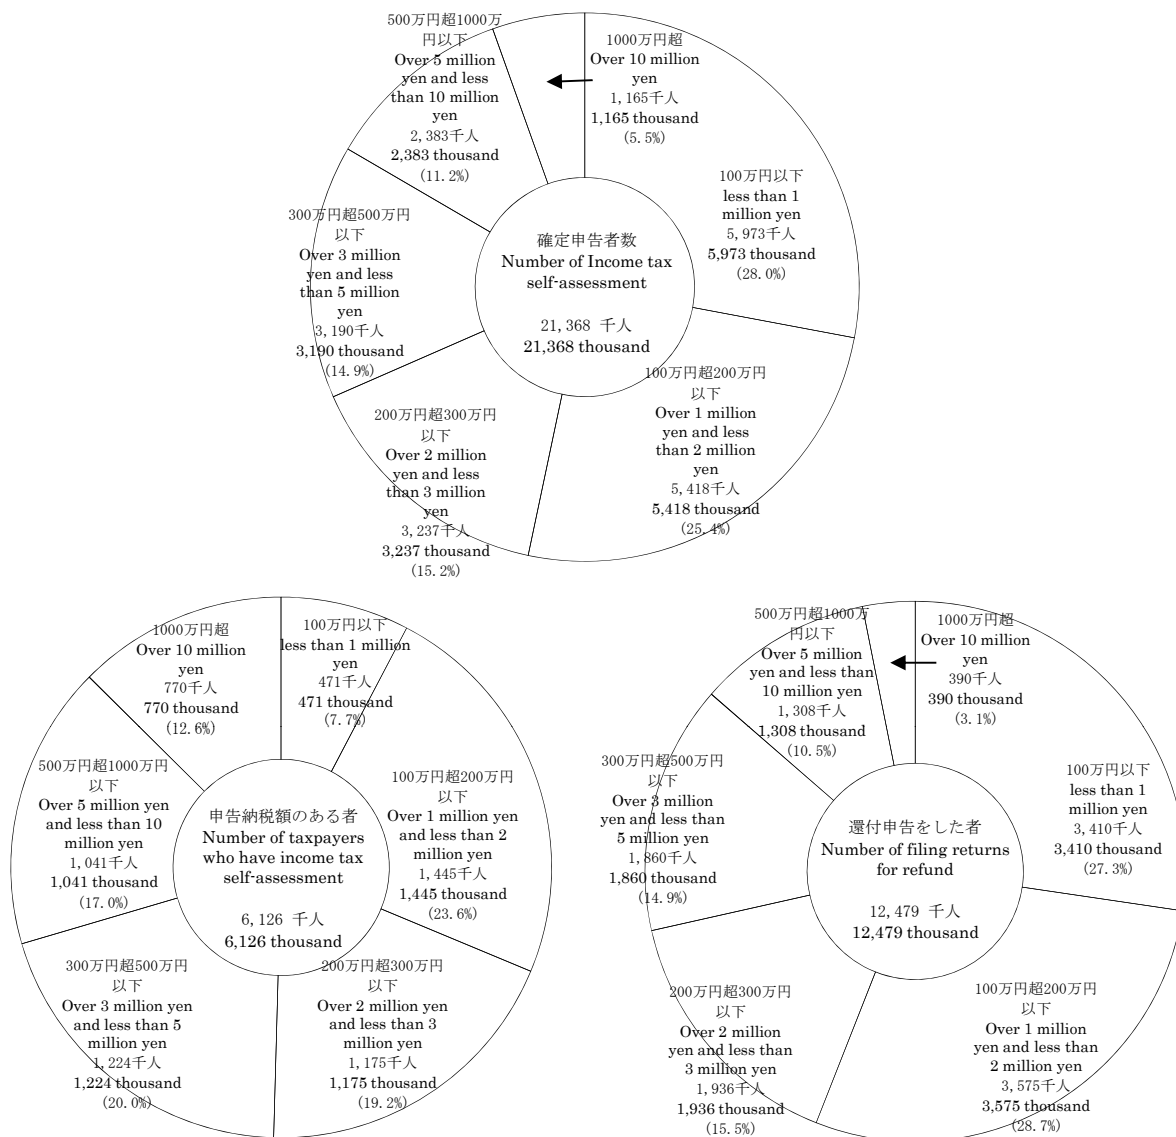 500万円超1000万
円以下
Over 5 million
yen and less
than 10 million
yen
2,383千人
2,383 thousand
(11.2%)
1000万円超
Over 10 million
yen
1,165千人
1,165 thousand
(5.5%)
100万円以下
less than 1
million yen
5,973千人
5,973 thousand
(28.0%)
300万円超500万円
以下
Over 3 million
yen and less
than 5 million
yen
3,190千人
3,190 thousand
(14.9%)
確定申告者数
Number of Income tax
self-assessment
21,368 千人
21,368 thousand
100万円超200万円
以下
Over 1 million
yen and less
than 2 million
yen
5,418千人
5,418 thousand
(25.4%)
200万円超300万円
以下
Over 2 million
yen and less
than 3 million
yen
3,237千人
3,237 thousand
(15.2%)
1000万円超
Over 10 million
yen
770千人
770 thousand
(12.6%)
100万円以下
less than 1 million
yen
471千人
471 thousand
(7.7%)
500万円超1000万円
以下
Over 5 million yen
and less than 10
million yen
1,041千人
1,041 thousand
(17.0%)
申告納税額のある者
Number of taxpayers
who have income tax
self-assessment
6,126 千人
6,126 thousand
100万円超200万円
以下
Over 1 million yen
and less than 2
million yen
1,445千人
1,445 thousand
(23.6%)
300万円超500万円
以下
Over 3 million yen
and less than 5
million yen
1,224千人
1,224 thousand
(20.0%)
200万円超300万円
以下
Over 2 million yen
and less than 3
million yen
1,175千人
1,175 thousand
(19.2%)
500万円超1000万
円以下
Over 5 million
yen and less than
10 million yen
1,308千人
1,308 thousand
(10.5%)
1000万円超
Over 10 million
yen
390千人
390 thousand
(3.1%)
300万円超500万円
以下
Over 3 million
yen and less than
5 million yen
1,860千人
1,860 thousand
(14.9%)
還付申告をした者
Number of filing returns
for refund
12,479 千人
12,479 thousand
100万円以下
less than 1
million yen
3,410千人
3,410 thousand
(27.3%)
200万円超300万円
以下
Over 2 million
yen and less than
3 million yen
1,936千人
1,936 thousand
(15.5%)
100万円超200万円
以下
Over 1 million
yen and less than
2 million yen
3,575千人
3,575 thousand
(28.7%)